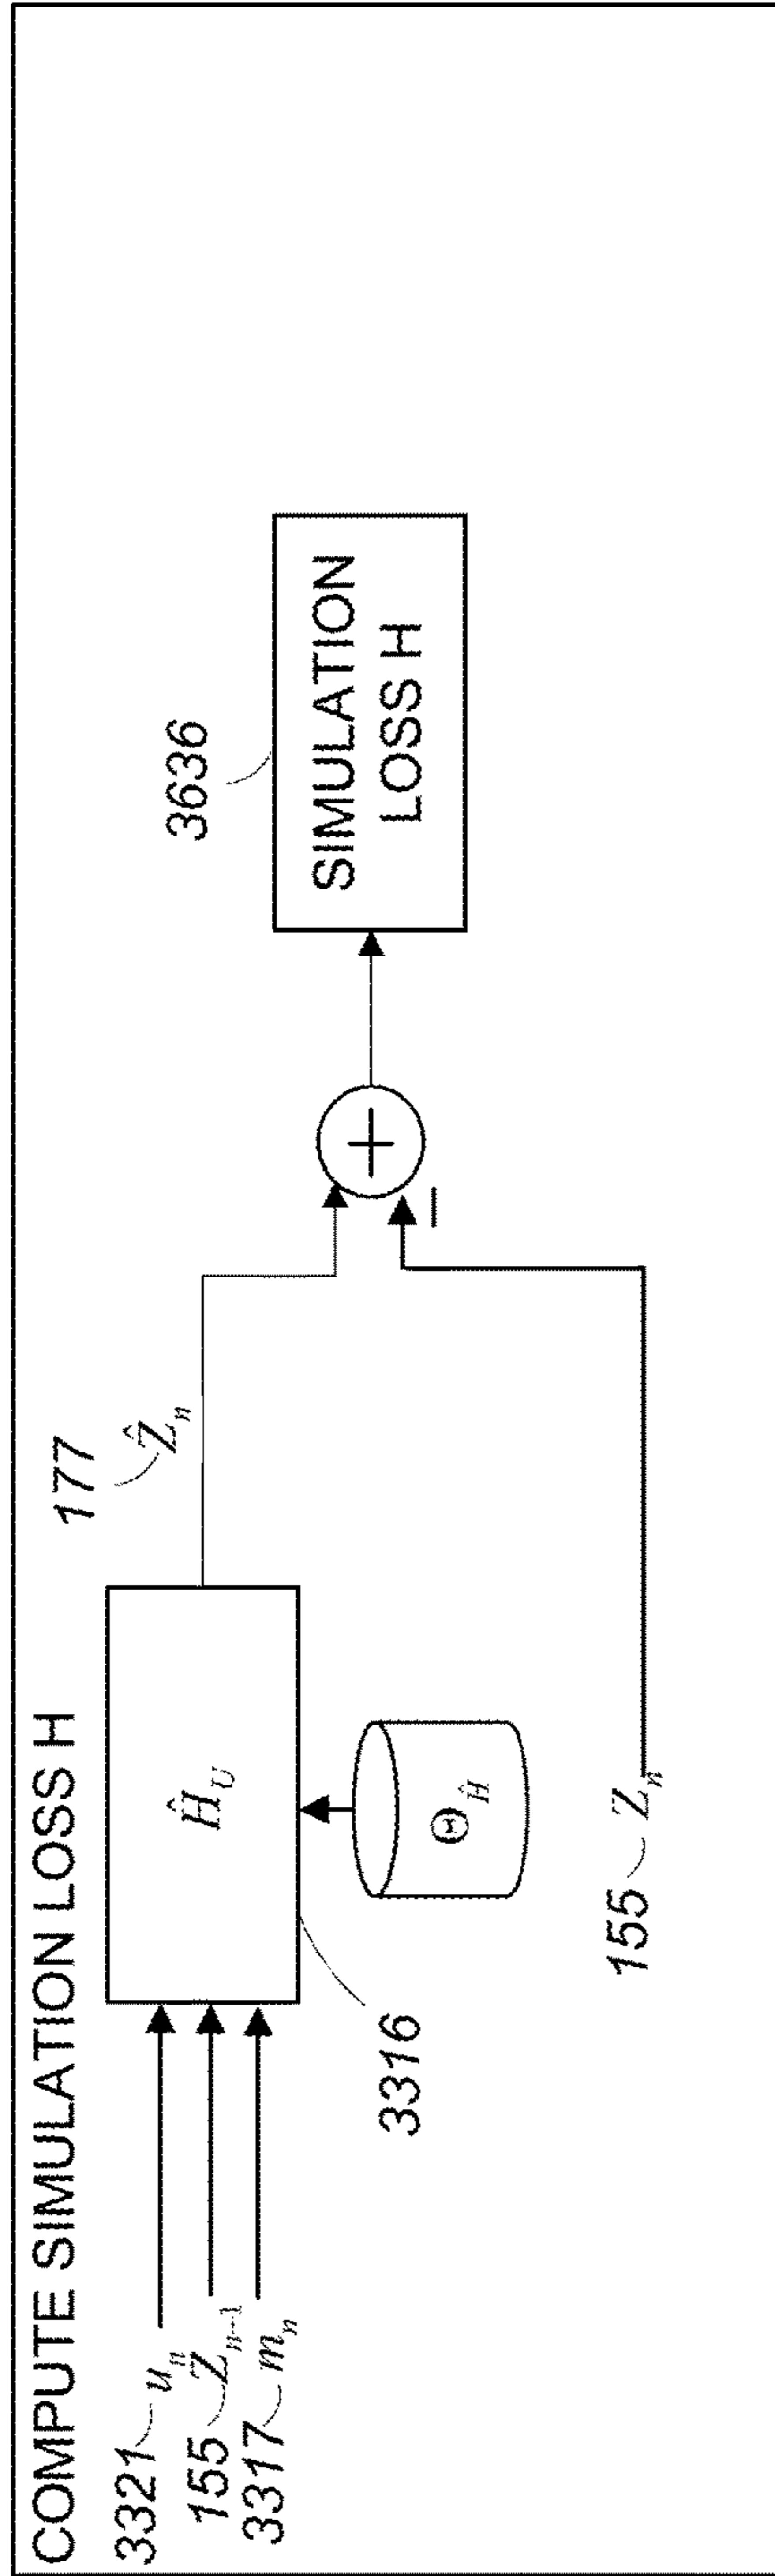 COMPUTE SIMULATION LOSS H
3321 u_n
155 Z_{n-1}
3317 m_n
Ĥ_U
3316
Θ_Ĥ
177
Ẑ_n
155 Z_n
+
−
3636
SIMULATION
LOSS H